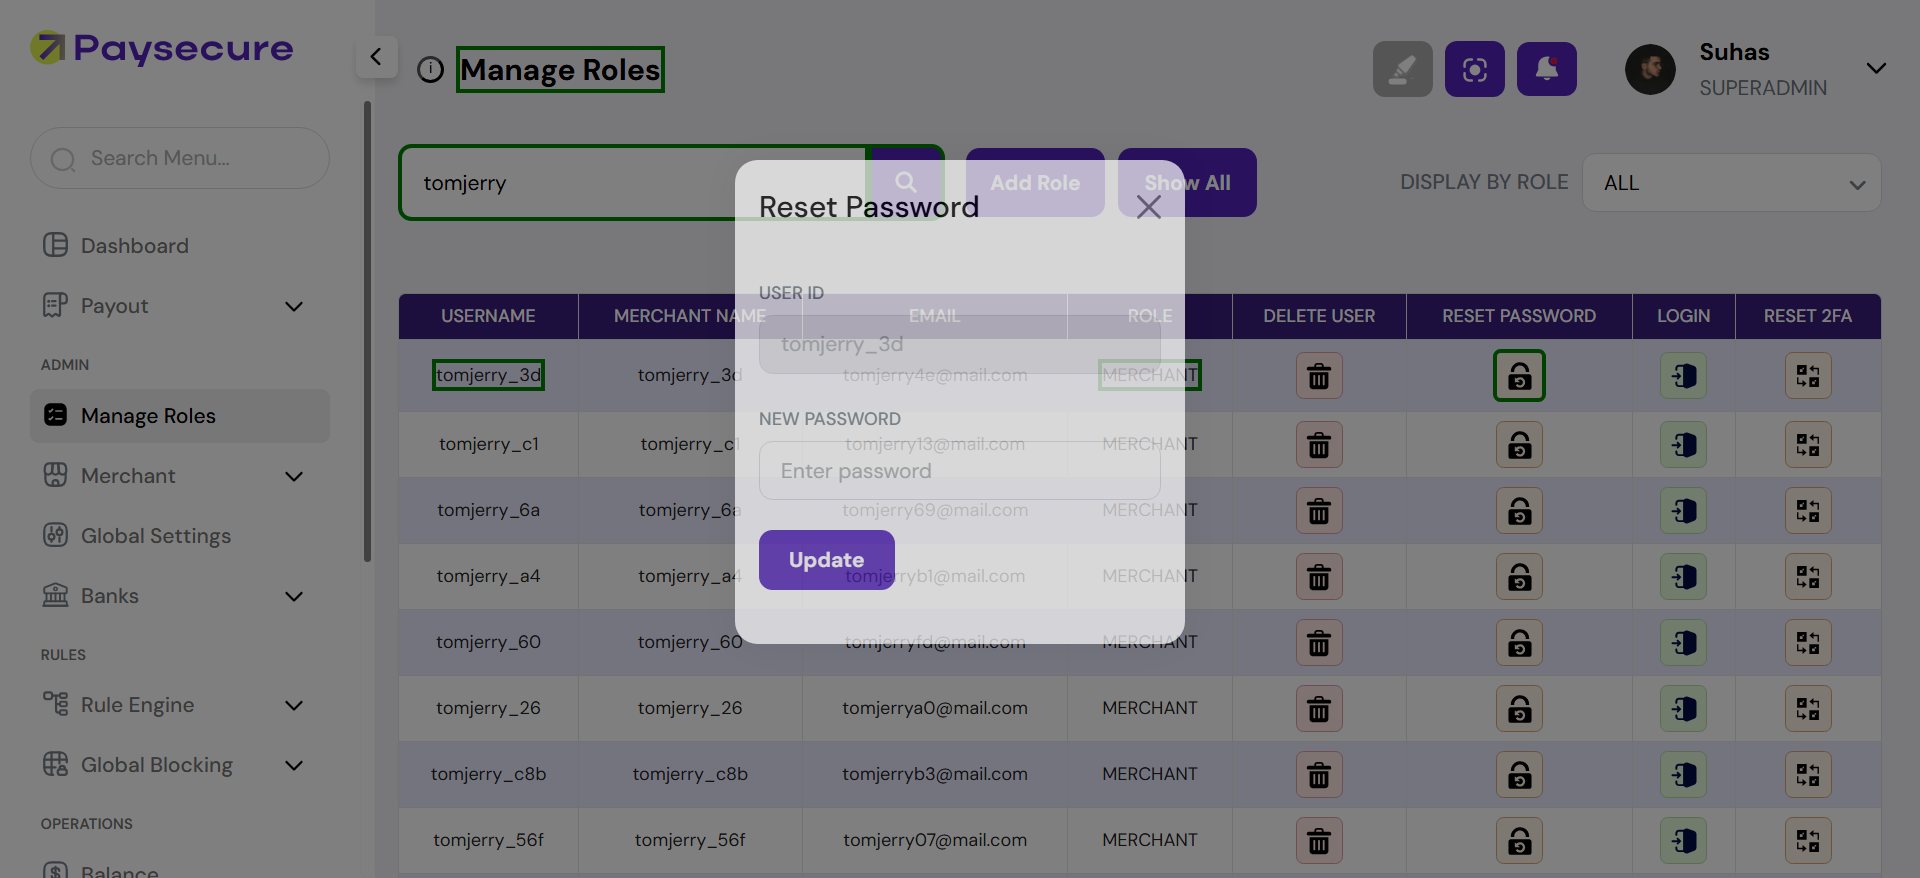 Paysecure
Manage Roles
Suhas
SUPERADMIN
Search Menu...
tomjerry
Add Role
Show All
DISPLAY BY ROLE
ALL
Dashboard
Payout
ADMIN
Manage Roles
Merchant
Global Settings
Banks
RULES
Rule Engine
Global Blocking
OPERATIONS
Balance
Reset Password
USER ID
tomjerry_3d
NEW PASSWORD
Enter password
Update
USERNAME MERCHANT NAME EMAIL ROLE DELETE USER RESET PASSWORD LOGIN RESET 2FA
tomjerry_3d tomjerry_3d tomjerry4e@mail.com MERCHANT
tomjerry_c1 tomjerry_c1 tomjerry13@mail.com MERCHANT
tomjerry_6a tomjerry_6a tomjerry69@mail.com MERCHANT
tomjerry_a4 tomjerry_a4 tomjerryb1@mail.com MERCHANT
tomjerry_60 tomjerry_60 tomjerryfd@mail.com MERCHANT
tomjerry_26 tomjerry_26 tomjerrya0@mail.com MERCHANT
tomjerry_c8b tomjerry_c8b tomjerryb3@mail.com MERCHANT
tomjerry_56f tomjerry_56f tomjerry07@mail.com MERCHANT